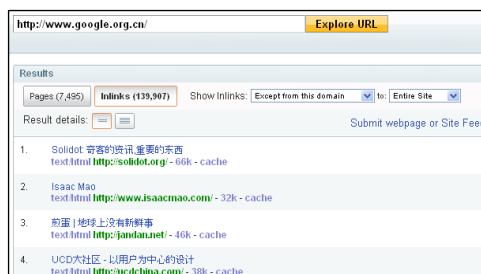 http://www.google.org.cn/ Explore URL
Results
Pages (7,495) Inlinks (139,907) Show Inlinks: Except from this domain to: Entire Site
Result details: Submit webpage or Site Fee
1. Solidot: 奇客的资讯,重要的东西
text/html http://solidot.org/ - 66k - cache
2. Isaac Mao
text/html http://www.isaacmao.com/ - 32k - cache
3. 煎蛋 | 地球上没有新鲜事
text/html http://jandan.net/ - 46k - cache
4. UCD大社区 - 以用户为中心的设计
text/html http://ucdchina.com/ - 38k - cache